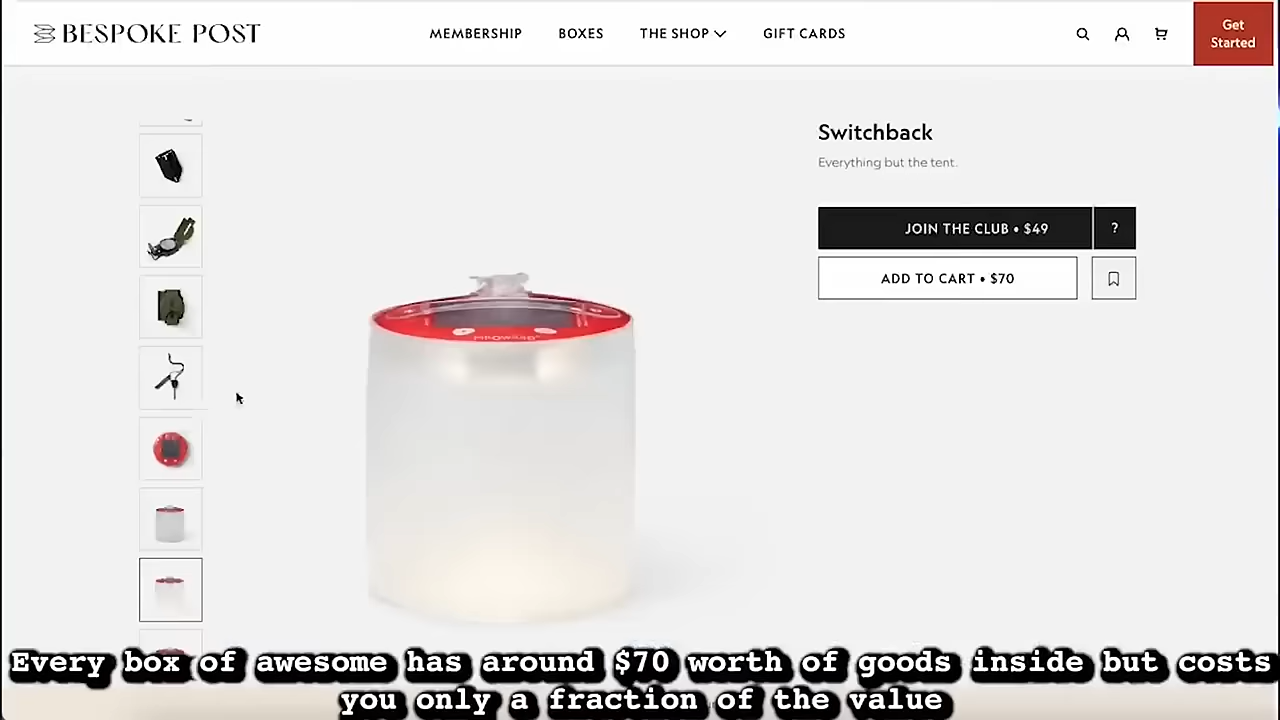 BESPOKE POST
MEMBERSHIP
BOXES
THE SHOP
GIFT CARDS
Get
Started
Switchback
Everything but the tent.
JOIN THE CLUB • $49
?
ADD TO CART • $70
Every box of awesome has around $70 worth of goods inside but costs
you only a fraction of the value